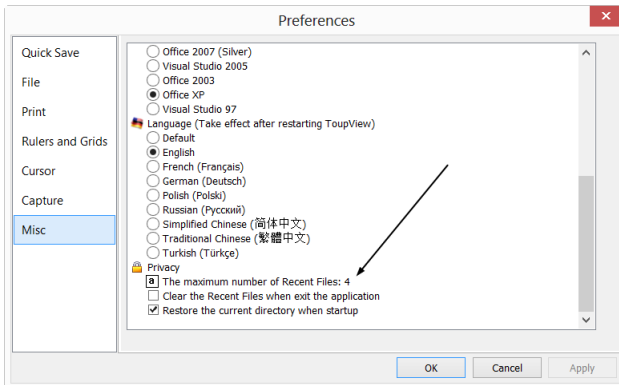 Preferences
Quick Save
File
Print
Rulers and Grids
Cursor
Capture
Misc
Office 2007 (Silver)
Visual Studio 2005
Office 2003
Office XP
Visual Studio 97
Language (Take effect after restarting ToupView)
Default
English
French (Français)
German (Deutsch)
Polish (Polski)
Russian (Русский)
Simplified Chinese (简体中文)
Traditional Chinese (繁體中文)
Turkish (Türkçe)
Privacy
a The maximum number of Recent Files: 4
Clear the Recent Files when exit the application
Restore the current directory when startup
OK Cancel Apply